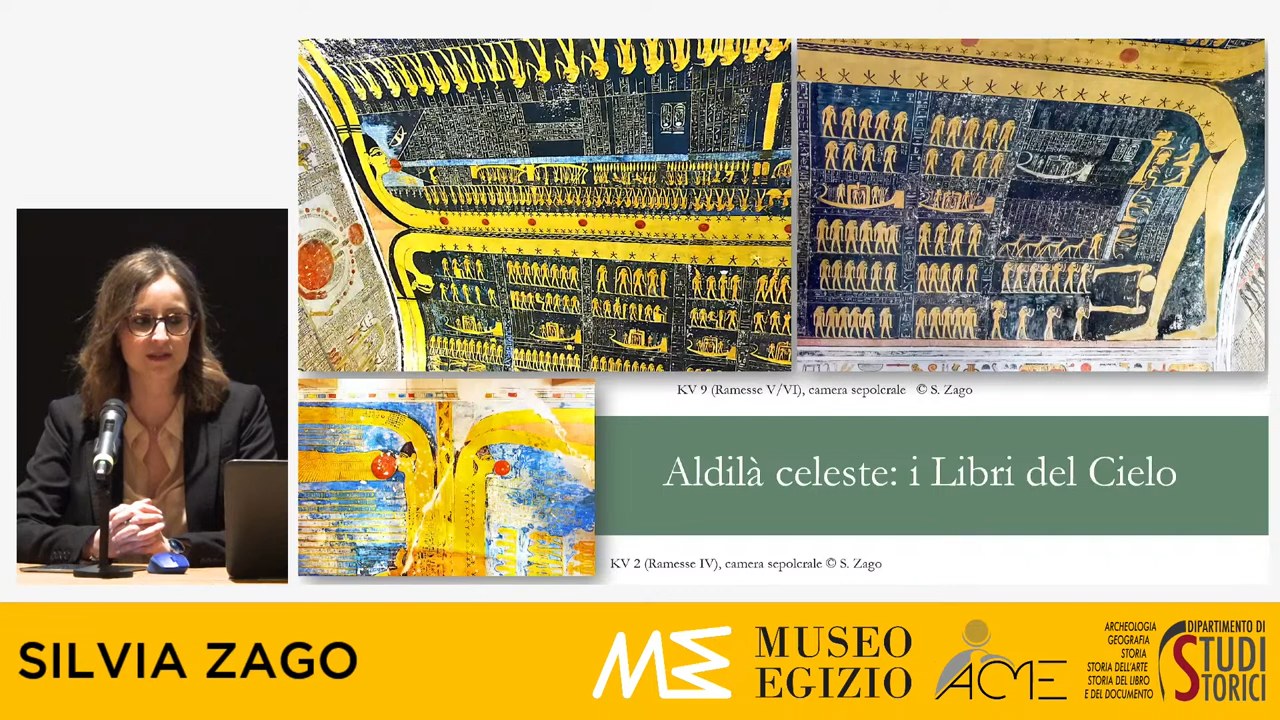 KV 9 (Ramesse V/VI), camera sepolcrale © S. Zago
Aldilà celeste: i Libri del Cielo
KV 2 (Ramesse IV), camera sepolcrale © S. Zago
SILVIA ZAGO
ME
MUSEO
EGIZIO
ACME
ARCHEOLOGIA
GEOGRAFIA
STORIA
STORIA DELL'ARTE
STORIA DEL LIBRO
E DEL DOCUMENTO
DIPARTIMENTO DI
STUDI
STORICI